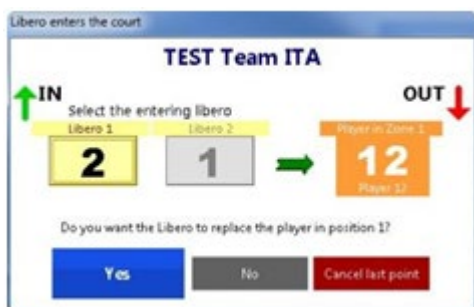 Libero enters the court
TEST Team ITA
IN
OUT
Select the entering libero
Libero 1
Libero 2
Player in Zone 1
2
1
12
Player 12
Do you want the Libero to replace the player in position 1?
Yes
No
Cancel last point